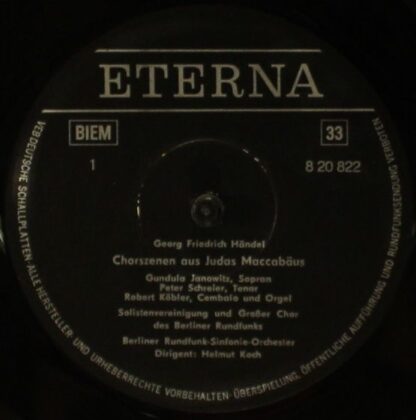 ETERNA
BIEM
33
1
8 20 822
Georg Friedrich Händel
Chorszenen aus Judas Maccabäus
Gundula Janowitz, Sopran
Peter Schreier, Tenor
Robert Köbler, Cembalo und Orgel
Solistenvereinigung und Großer Chor
des Berliner Rundfunks
Berliner Rundfunk-Sinfonie-Orchester
Dirigent: Helmut Koch
VEB DEUTSCHE SCHALLPLATTEN · ALLE HERSTELLER- UND URHEBERRECHTE VORBEHALTEN · ÜBERSPIELUNG, ÖFFENTLICHE AUFFÜHRUNG UND RUNDFUNKSENDUNG VERBOTEN